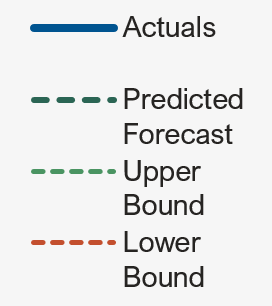 Actuals
Predicted
Forecast
Upper
Bound
Lower
Bound